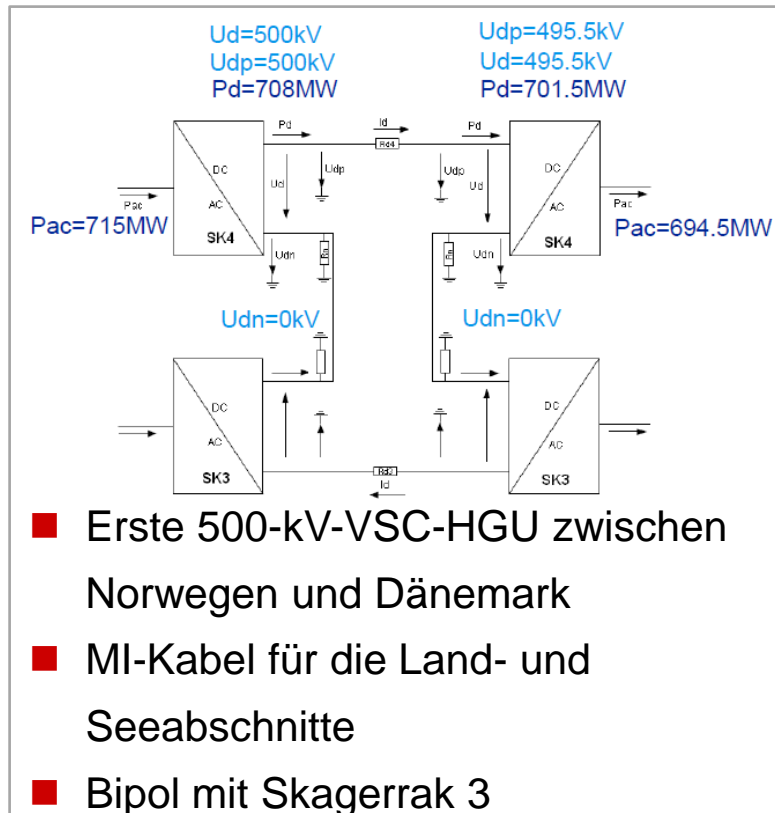 Ud=500kV
Udp=500kV
Pd=708MW
Udp=495.5kV
Ud=495.5kV
Pd=701.5MW
Pd
Id
Pd
Rd4
DC
AC
SK4
Ud
Udp
Udp
Ud
DC
AC
SK4
Pac
Pac=715MW
Pac
Pac=694.5MW
Udn
Rn
Rn
Udn
Udn=0kV
Udn=0kV
DC
AC
SK3
DC
AC
SK3
Id
Erste 500-kV-VSC-HGU zwischen
Norwegen und Dänemark
MI-Kabel für die Land- und
Seeabschnitte
Bipol mit Skagerrak 3